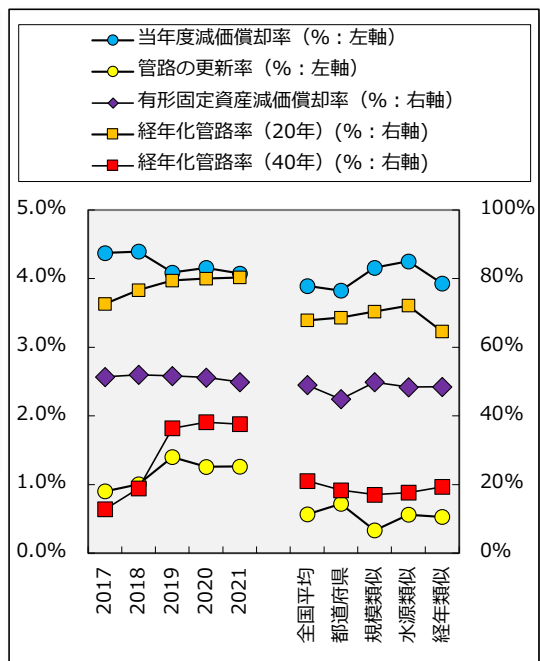 当年度減価償却率（%：左軸）
管路の更新率（%：左軸）
有形固定資産減価償却率（%：右軸）
経年化管路率（20年）(%：右軸)
経年化管路率（40年）(%：右軸)
5.0%
4.0%
3.0%
2.0%
1.0%
0.0%
100%
80%
60%
40%
20%
0%
2017
2018
2019
2020
2021
全国平均
都道府県
規模類似
水源類似
経年類似